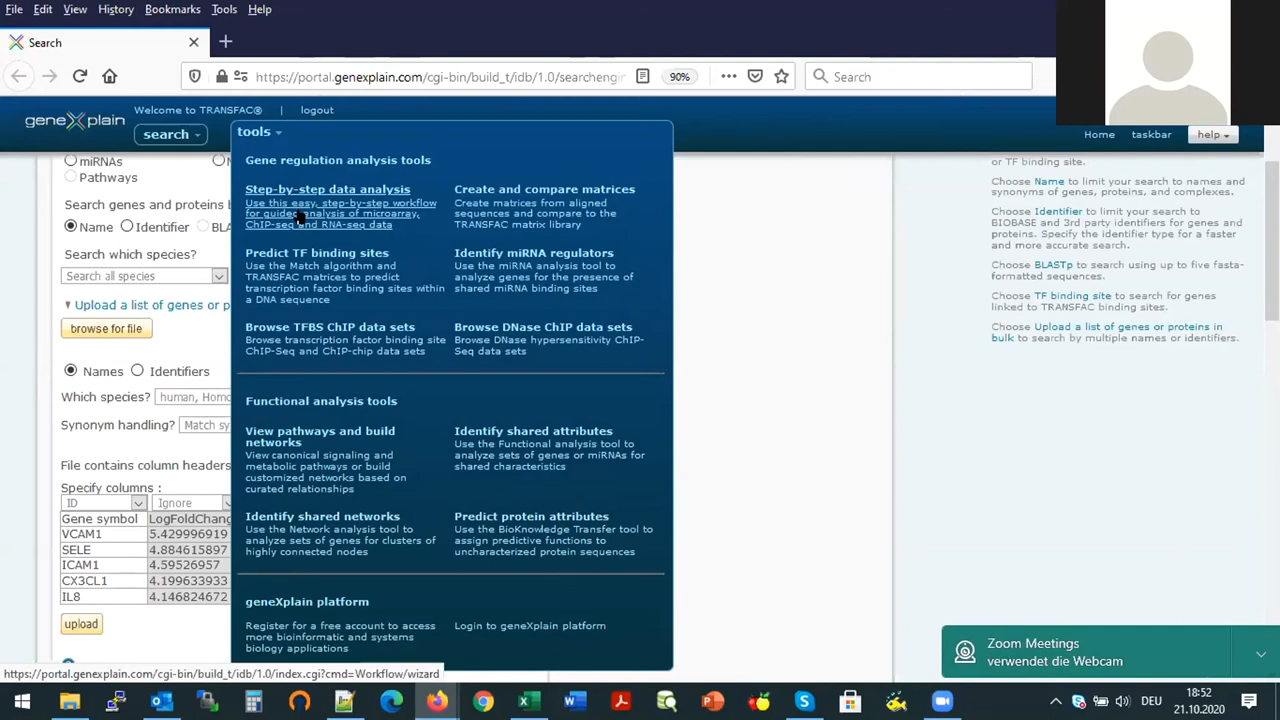 File Edit View History Bookmarks Tools Help
Search
https://portal.genexplain.com/cgi-bin/build_t/idb/1.0/searchengin
90%
Search
geneXplain
Welcome to TRANSFAC® | logout
search
tools
Home taskbar help
miRNAs
Pathways
Search genes and proteins b
Name Identifier BLA
Search which species?
Search all species
Upload a list of genes or p
browse for file
Names Identifiers
Which species? human, Homo
Synonym handling? Match sy
File contains column headers
Specify columns :
ID Ignore
Gene symbol LogFoldChang
VCAM1 5.429996919
SELE 4.884615897
ICAM1 4.59526957
CX3CL1 4.199633933
IL8 4.146824672
upload
Gene regulation analysis tools
Step-by-step data analysis
Use this easy, step-by-step workflow
for guided analysis of microarray,
ChIP-seq and RNA-seq data
Create and compare matrices
Create matrices from aligned
sequences and compare to the
TRANSFAC matrix library
Predict TF binding sites
Use the Match algorithm and
TRANSFAC matrices to predict
transcription factor binding sites within
a DNA sequence
Identify miRNA regulators
Use the miRNA analysis tool to
analyze genes for the presence of
shared miRNA binding sites
Browse TFBS ChIP data sets
Browse transcription factor binding site
ChIP-Seq and ChIP-chip data sets
Browse DNase ChIP data sets
Browse DNase hypersensitivity ChIP-
Seq data sets
Functional analysis tools
View pathways and build
networks
View canonical signaling and
metabolic pathways or build
customized networks based on
curated relationships
Identify shared attributes
Use the Functional analysis tool to
analyze sets of genes or miRNAs for
shared characteristics
Identify shared networks
Use the Network analysis tool to
analyze sets of genes for clusters of
highly connected nodes
Predict protein attributes
Use the BioKnowledge Transfer tool to
assign predictive functions to
uncharacterized protein sequences
geneXplain platform
Register for a free account to access
more bioinformatic and systems
biology applications
Login to geneXplain platform
or TF binding site.
Choose Name to limit your search to names and
synonyms of genes, proteins, complexes.
Choose Identifier to limit your search to
BIOBASE and 3rd party identifiers for genes and
proteins. Specify the identifier type for a faster
and more accurate search.
Choose BLASTp to search using up to five fasta-
formatted sequences.
Choose TF binding site to search for genes
linked to TRANSFAC binding sites.
Choose Upload a list of genes or proteins in
bulk to search by multiple names or identifiers.
Zoom Meetings
verwendet die Webcam
https://portal.genexplain.com/cgi-bin/build_t/idb/1.0/index.cgi?cmd=Workflow/wizard
DEU
18:52
21.10.2020